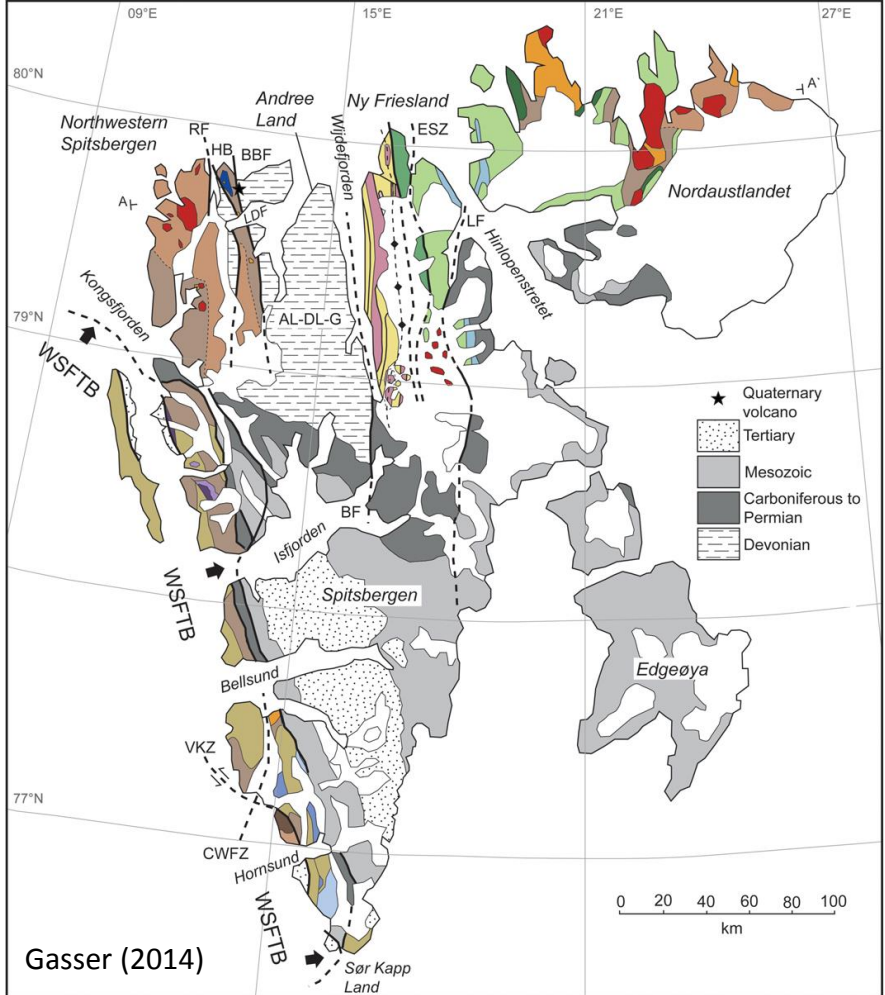 09°E
15°E
21°E
27°E
80°N
Andree
Land
Ny Friesland
Northwestern
Spitsbergen
RF
HB
BBF
ESZ
A'
Wijdefjorden
Nordaustlandet
A
LDF
LF
Hinlopenstretet
Kongsfjorden
79°N
AL-DL-G
WSFTB
Quaternary
volcano
Tertiary
Mesozoic
Carboniferous to
Permian
Devonian
BF
Isfjorden
WSFTB
Spitsbergen
Edgeøya
Bellsund
VKZ
77°N
CWFZ
Hornsund
WSFTB
0 20 40 60 80 100
km
Gasser (2014)
Sør Kapp
Land